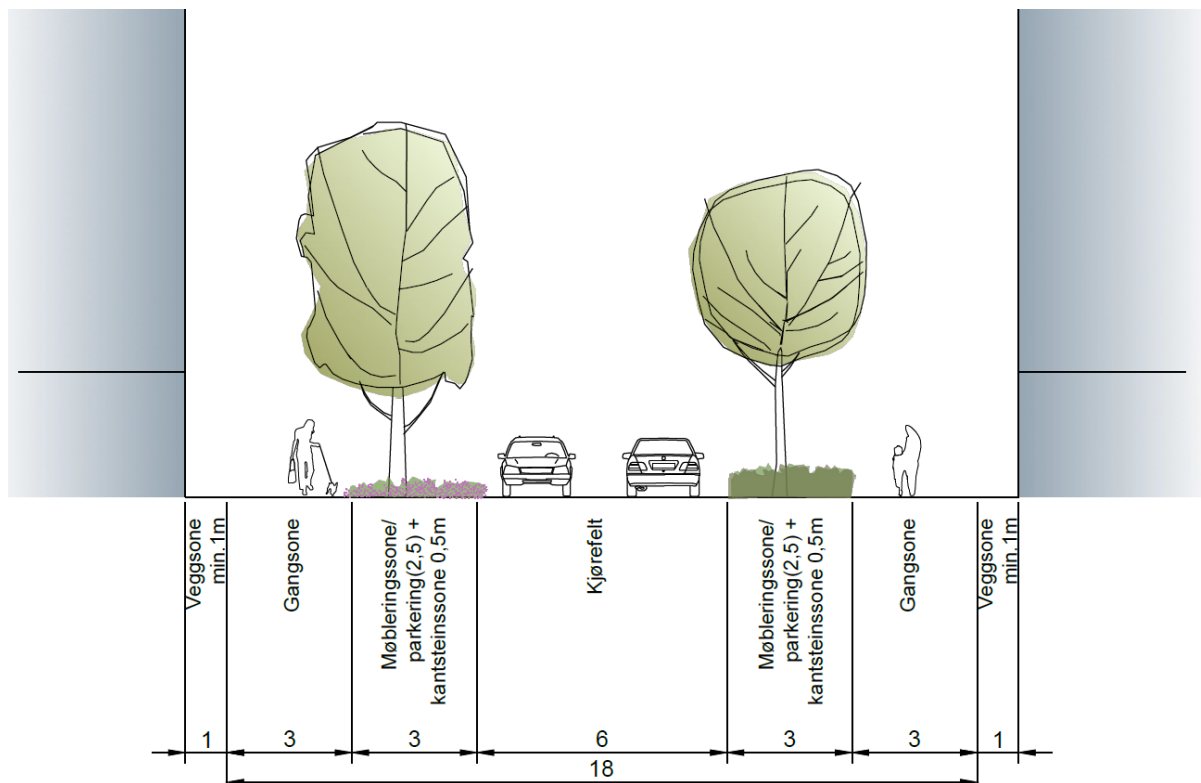 Veggsone
min.1m
Gangsone
Møbleringssone/
parkering(2,5) +
kantsteinssone 0,5m
Kjørefelt
Møbleringssone/
parkering(2,5) +
kantsteinssone 0,5m
Gangsone
Veggsone
min.1m
1 3 3 6 3 3 1
18